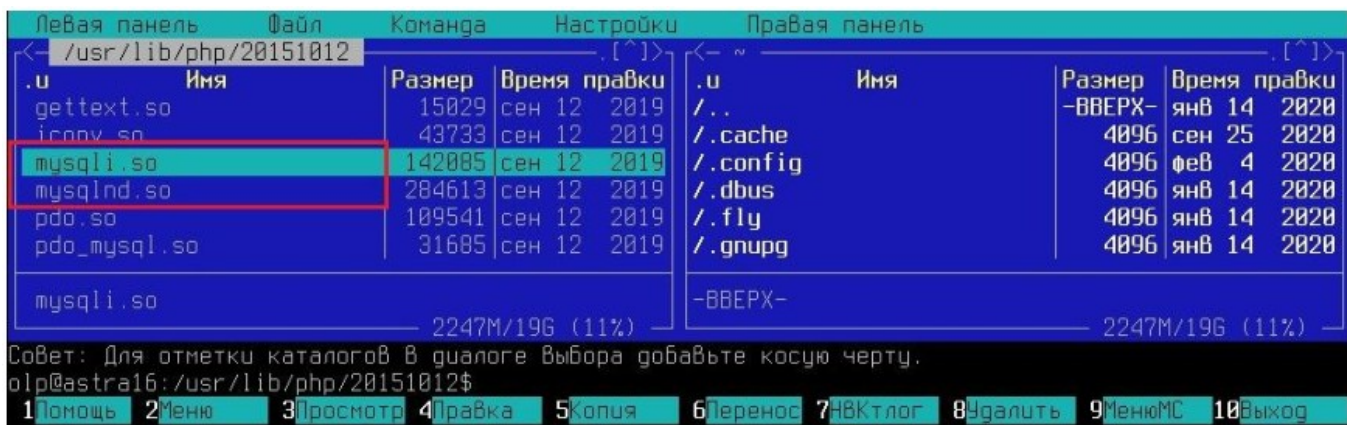 Левая панель Файл Команда Настройки Правая панель
<— /usr/lib/php/20151012 .[^]> <— ~ .[^]>
.и Имя Размер Время правки .и Имя Размер Время правки
gettext.so 15029 сен 12 2019 /.. -ВВЕРХ- янв 14 2020
iconv.so 43733 сен 12 2019 /.cache 4096 сен 25 2020
mysqli.so 142085 сен 12 2019 /.config 4096 фев 4 2020
mysqlnd.so 284613 сен 12 2019 /.dbus 4096 янв 14 2020
pdo.so 109541 сен 12 2019 /.fly 4096 янв 14 2020
pdo_mysql.so 31685 сен 12 2019 /.gnupg 4096 янв 14 2020
mysqli.so -ВВЕРХ-
2247M/19G (11%) 2247M/19G (11%)
Совет: Для отметки каталогов в диалоге выбора добавьте косую черту.
olp@astra16:/usr/lib/php/20151012$
1Помощь 2Меню 3Просмотр 4Правка 5Копия 6Перенос 7НВКтлог 8Удалить 9МенюМС 10Выход